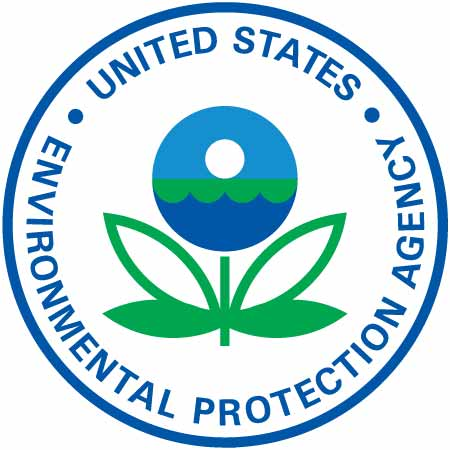 UNITED STATES
ENVIRONMENTAL PROTECTION AGENCY